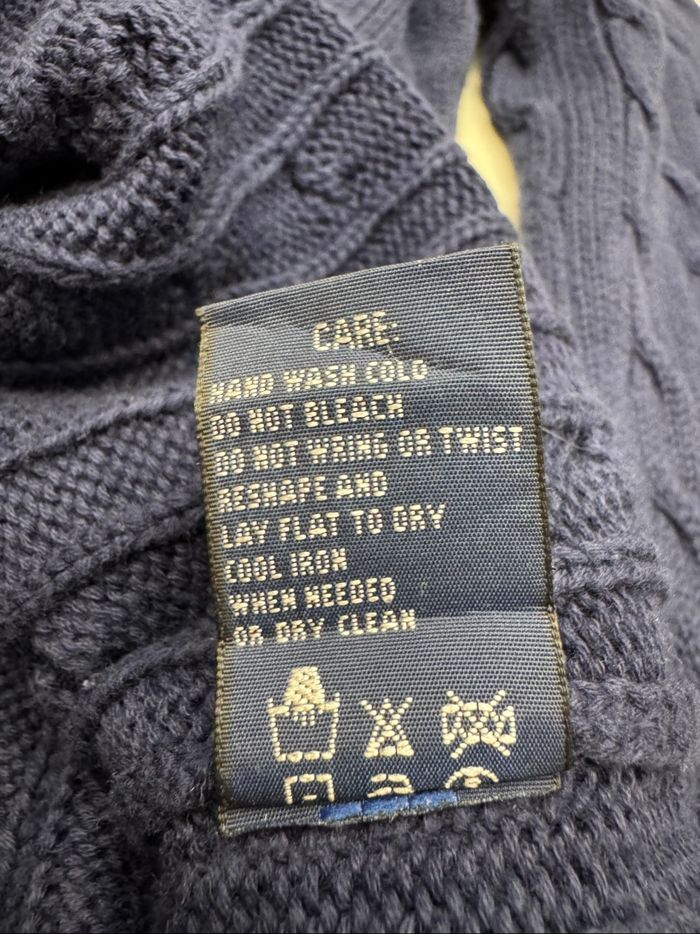 CARE:
HAND WASH COLD
DO NOT BLEACH
DO NOT WRING OR TWIST
RESHAPE AND
LAY FLAT TO DRY
COOL IRON
WHEN NEEDED
OR DRY CLEAN